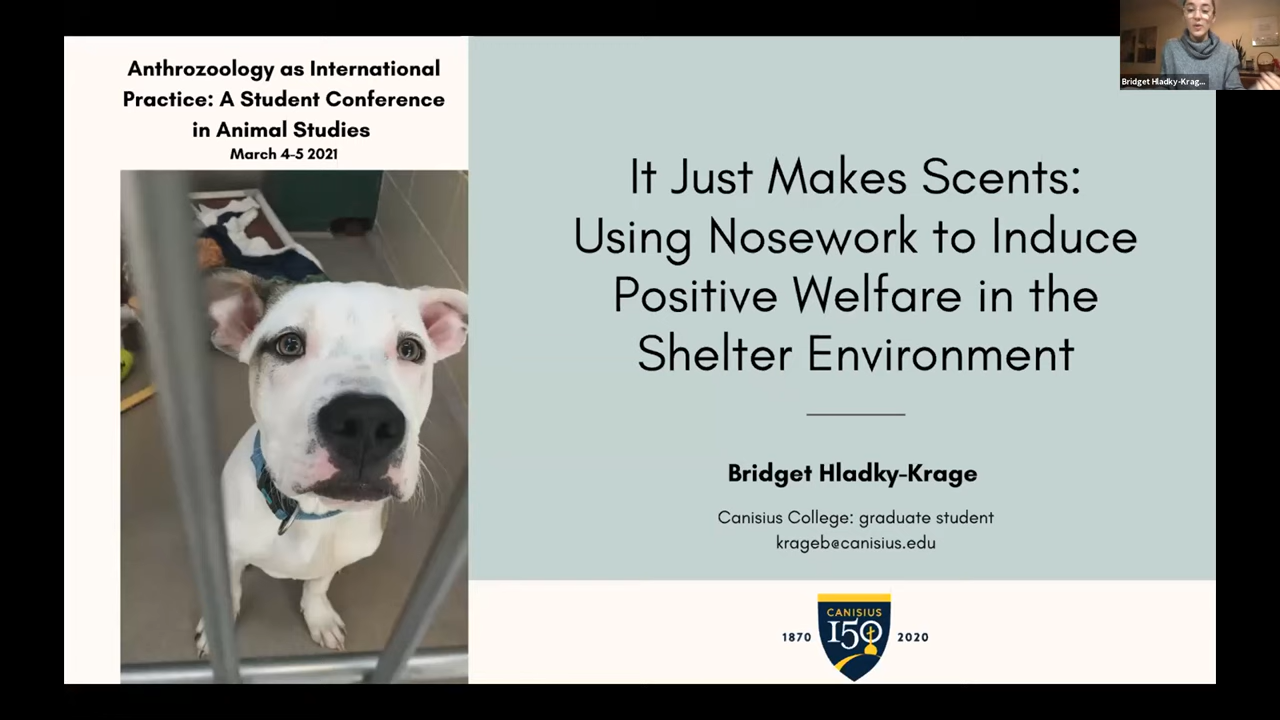 Anthrozoology as International
Practice: A Student Conference
in Animal Studies
March 4-5 2021
It Just Makes Scents:
Using Nosework to Induce
Positive Welfare in the
Shelter Environment
Bridget Hladky-Krage
Canisius College: graduate student
krageb@canisius.edu
CANISIUS
1870 150 2020
Bridget Hladky-Krag...